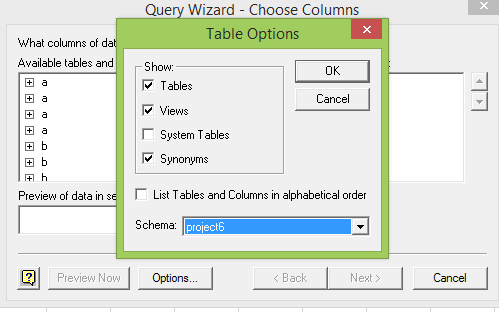 Query Wizard - Choose Columns
Table Options
What columns of dat
Available tables and
Show:
Tables
Views
System Tables
Synonyms
OK
Cancel
a
a
a
a
b
b
b
List Tables and Columns in alphabetical order
Preview of data in se
Schema: project6
Preview Now
Options...
< Back
Next >
Cancel